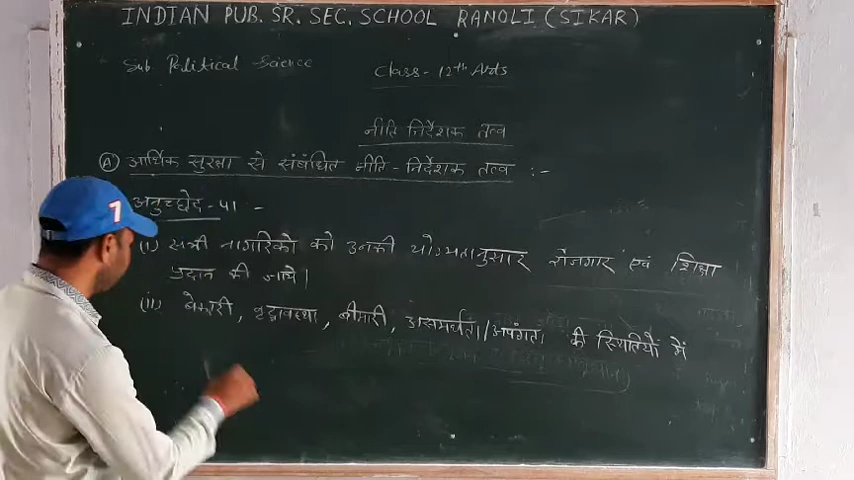 INDIAN PUB. SR. SEC. SCHOOL RANOLI (SIKAR)
Sub. Political Science Class - 12th Arts
नीति निर्देशक तत्व
(A) आर्थिक सुरक्षा से संबंधित नीति - निर्देशक तत्व :-
अनुच्छेद - 41 -
(i) सभी नागरिको को उनकी योग्यतानुसार रोजगार एवं शिक्षा
प्रदान की जाये।
(ii) बेकारी, वृद्धावस्था, बीमारी, असमर्थता/अपंगता की स्थितियों में
7